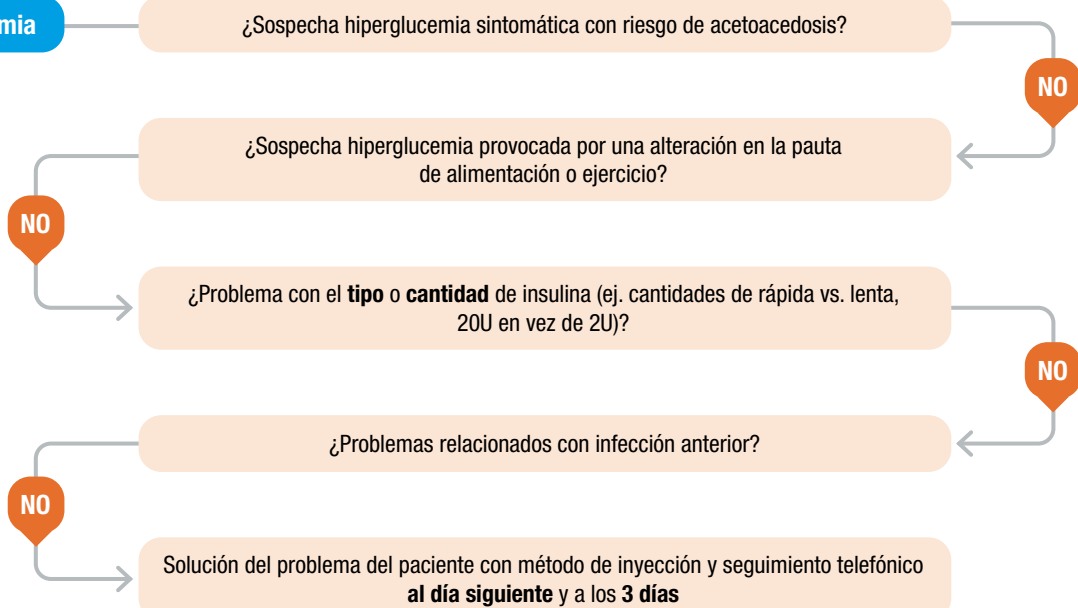 mia
¿Sospecha hiperglucemia sintomática con riesgo de acetoacedosis?
NO
¿Sospecha hiperglucemia provocada por una alteración en la pauta
de alimentación o ejercicio?
NO
¿Problema con el tipo o cantidad de insulina (ej. cantidades de rápida vs. lenta,
20U en vez de 2U)?
NO
¿Problemas relacionados con infección anterior?
NO
Solución del problema del paciente con método de inyección y seguimiento telefónico
al día siguiente y a los 3 días